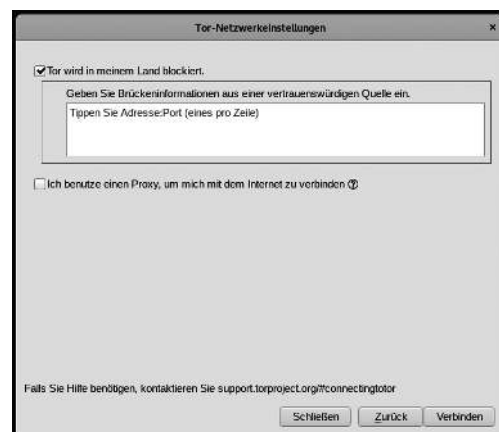 Tor-Netzwerkeinstellungen
Tor wird in meinem Land blockiert.
Geben Sie Brückeninformationen aus einer vertrauenswürdigen Quelle ein.
Tippen Sie Adresse:Port (eines pro Zeile)
Ich benutze einen Proxy, um mich mit dem Internet zu verbinden
Falls Sie Hilfe benötigen, kontaktieren Sie support.torproject.org/#connectingtotor
Schließen Zurück Verbinden